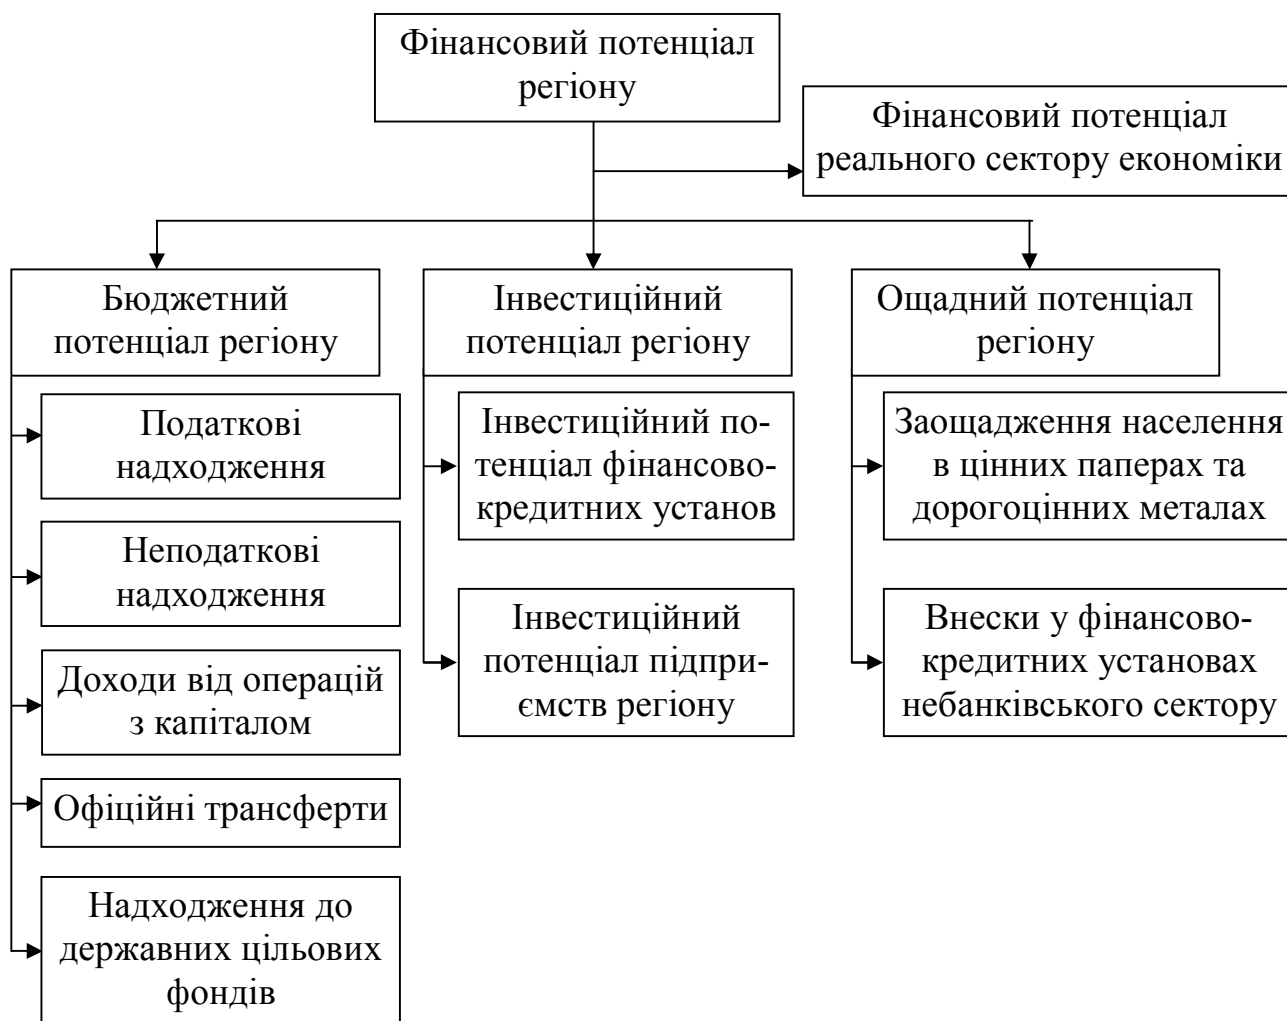 Фінансовий потенціал
регіону
Фінансовий потенціал
реального сектору економіки
Бюджетний
потенціал регіону
Податкові
надходження
Неподаткові
надходження
Доходи від операцій
з капіталом
Офіційні трансферти
Надходження до
державних цільових
фондів
Інвестиційний
потенціал регіону
Інвестиційний по-
тенціал фінансово-
кредитних установ
Інвестиційний
потенціал підпри-
ємств регіону
Ощадний потенціал
регіону
Заощадження населення
в цінних паперах та
дорогоцінних металах
Внески у фінансово-
кредитних установах
небанківського сектору